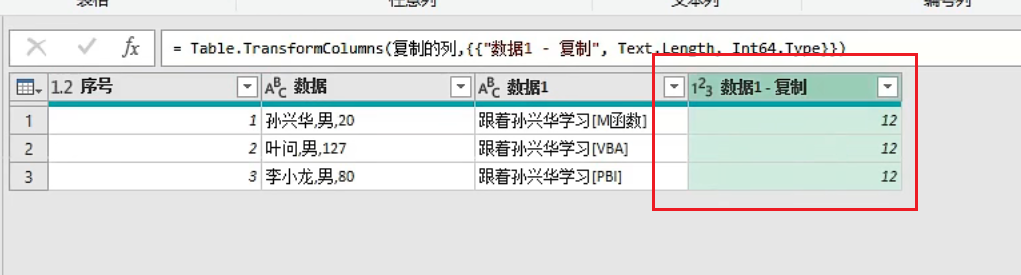 表格
任意列
文本列
编号列
fx = Table.TransformColumns(复制的列,{{"数据1 - 复制", Text.Length, Int64.Type}})
1.2 序号 ABC 数据 ABC 数据1 123 数据1 - 复制
1 1 孙兴华,男,20 跟着孙兴华学习[M函数] 12
2 2 叶问,男,127 跟着孙兴华学习[VBA] 12
3 3 李小龙,男,80 跟着孙兴华学习[PBI] 12